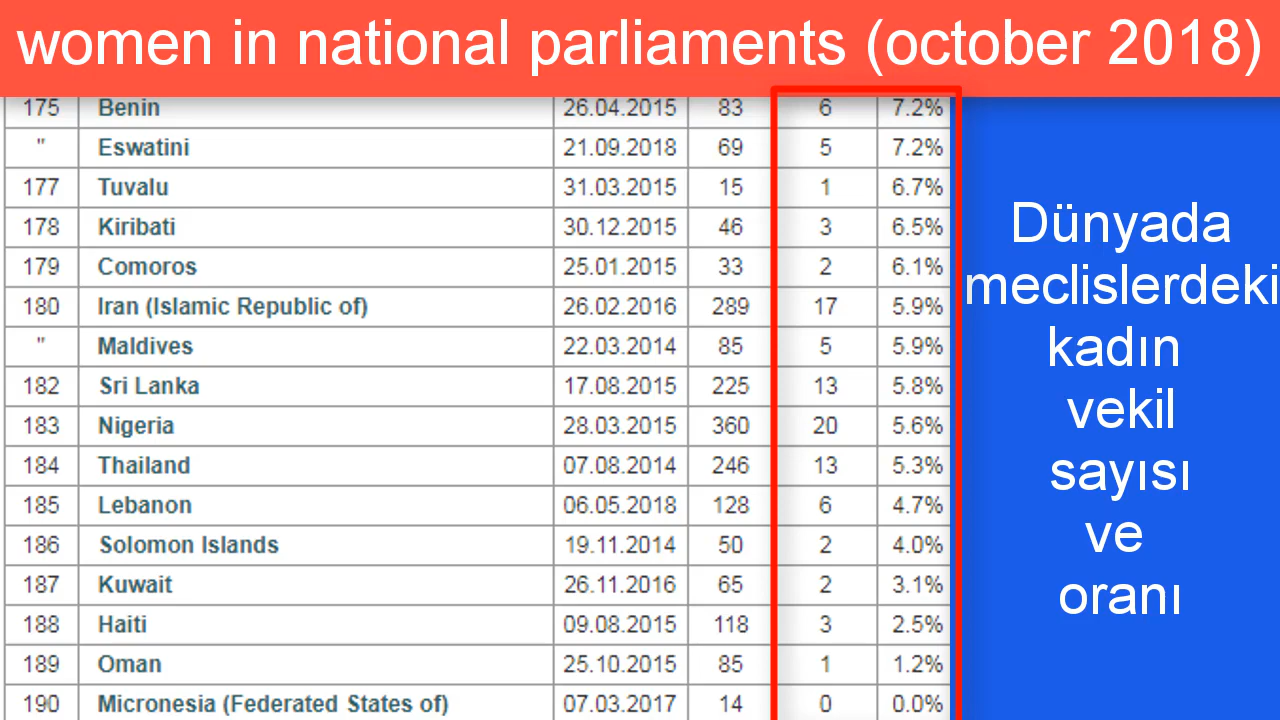 women in national parliaments (october 2018)
175 Benin 26.04.2015 83 6 7.2%
" Eswatini 21.09.2018 69 5 7.2%
177 Tuvalu 31.03.2015 15 1 6.7%
178 Kiribati 30.12.2015 46 3 6.5%
179 Comoros 25.01.2015 33 2 6.1%
180 Iran (Islamic Republic of) 26.02.2016 289 17 5.9%
" Maldives 22.03.2014 85 5 5.9%
182 Sri Lanka 17.08.2015 225 13 5.8%
183 Nigeria 28.03.2015 360 20 5.6%
184 Thailand 07.08.2014 246 13 5.3%
185 Lebanon 06.05.2018 128 6 4.7%
186 Solomon Islands 19.11.2014 50 2 4.0%
187 Kuwait 26.11.2016 65 2 3.1%
188 Haiti 09.08.2015 118 3 2.5%
189 Oman 25.10.2015 85 1 1.2%
190 Micronesia (Federated States of) 07.03.2017 14 0 0.0%
Dünyada
meclislerdeki
kadın
vekil
sayısı
ve
oranı